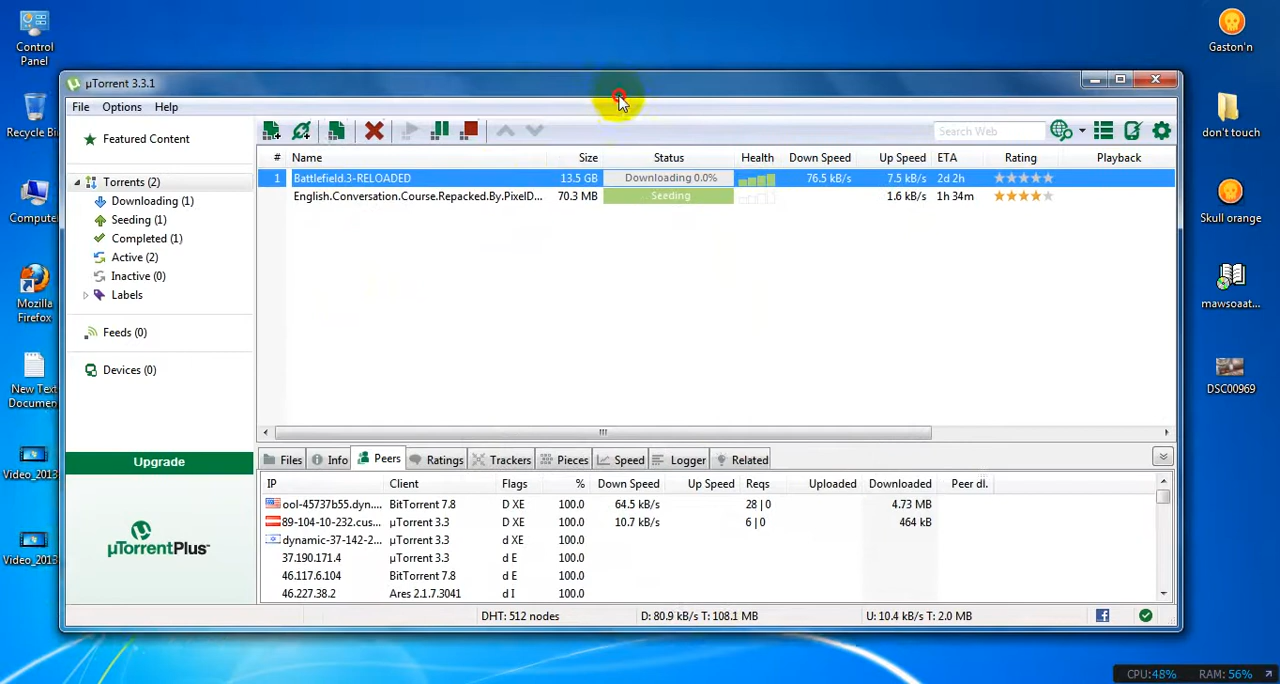 Control Panel
Recycle Bi
Compute
Mozilla Firefox
New Text Documen
Video_2013
Video_2013
Gaston'n
don't touch
Skull orange
mawsoaat...
DSC00969
µTorrent 3.3.1
File Options Help
Search Web
Featured Content
Torrents (2)
Downloading (1)
Seeding (1)
Completed (1)
Active (2)
Inactive (0)
Labels
Feeds (0)
Devices (0)
Upgrade
µTorrentPlus
# Name Size Status Health Down Speed Up Speed ETA Rating Playback
1 Battlefield.3-RELOADED 13.5 GB Downloading 0.0% 76.5 kB/s 7.5 kB/s 2d 2h
English.Conversation.Course.Repacked.By.PixelD... 70.3 MB Seeding 1.6 kB/s 1h 34m
Files Info Peers Ratings Trackers Pieces Speed Logger Related
IP Client Flags % Down Speed Up Speed Reqs Uploaded Downloaded Peer dl.
ool-45737b55.dyn... BitTorrent 7.8 D XE 100.0 64.5 kB/s 28 | 0 4.73 MB
89-104-10-232.cus... µTorrent 3.3 D XE 100.0 10.7 kB/s 6 | 0 464 kB
dynamic-37-142-2... µTorrent 3.3 d XE 100.0
37.190.171.4 µTorrent 3.3 d E 100.0
46.117.6.104 BitTorrent 7.8 d E 100.0
46.227.38.2 Ares 2.1.7.3041 d I 100.0
DHT: 512 nodes D: 80.9 kB/s T: 108.1 MB U: 10.4 kB/s T: 2.0 MB
CPU:48% RAM: 56%